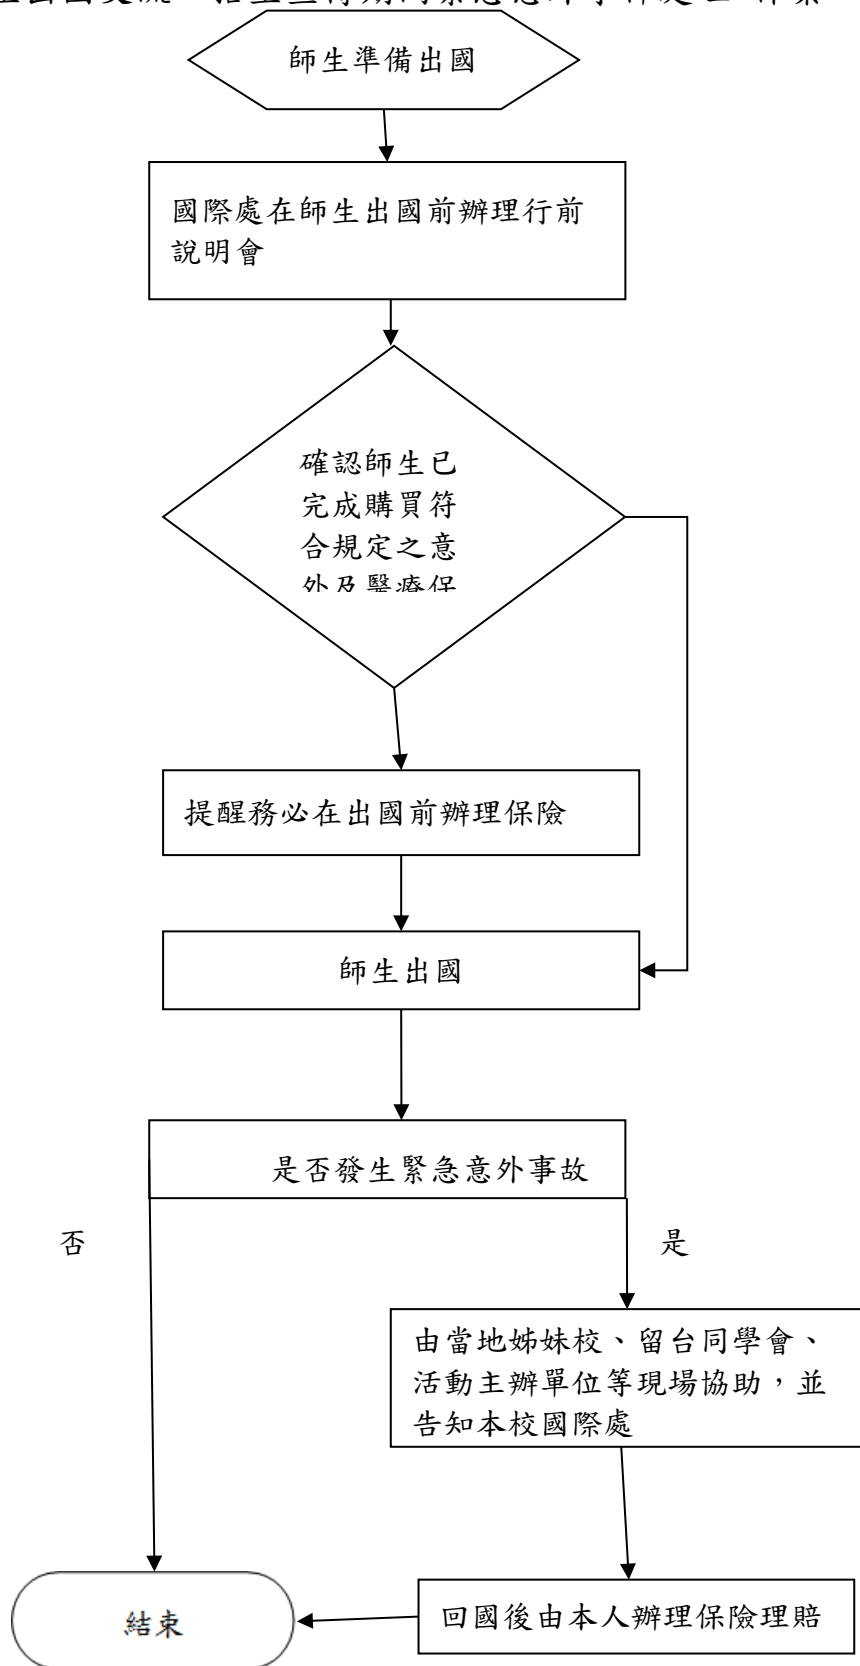 師生準備出國
國際處在師生出國前辦理行前
說明會
確認師生已
完成購買符
合規定之意
外及醫療保
提醒務必在出國前辦理保險
師生出國
是否發生緊急意外事故
否
是
由當地姊妹校、留台同學會、
活動主辦單位等現場協助，並
告知本校國際處
回國後由本人辦理保險理賠
結束